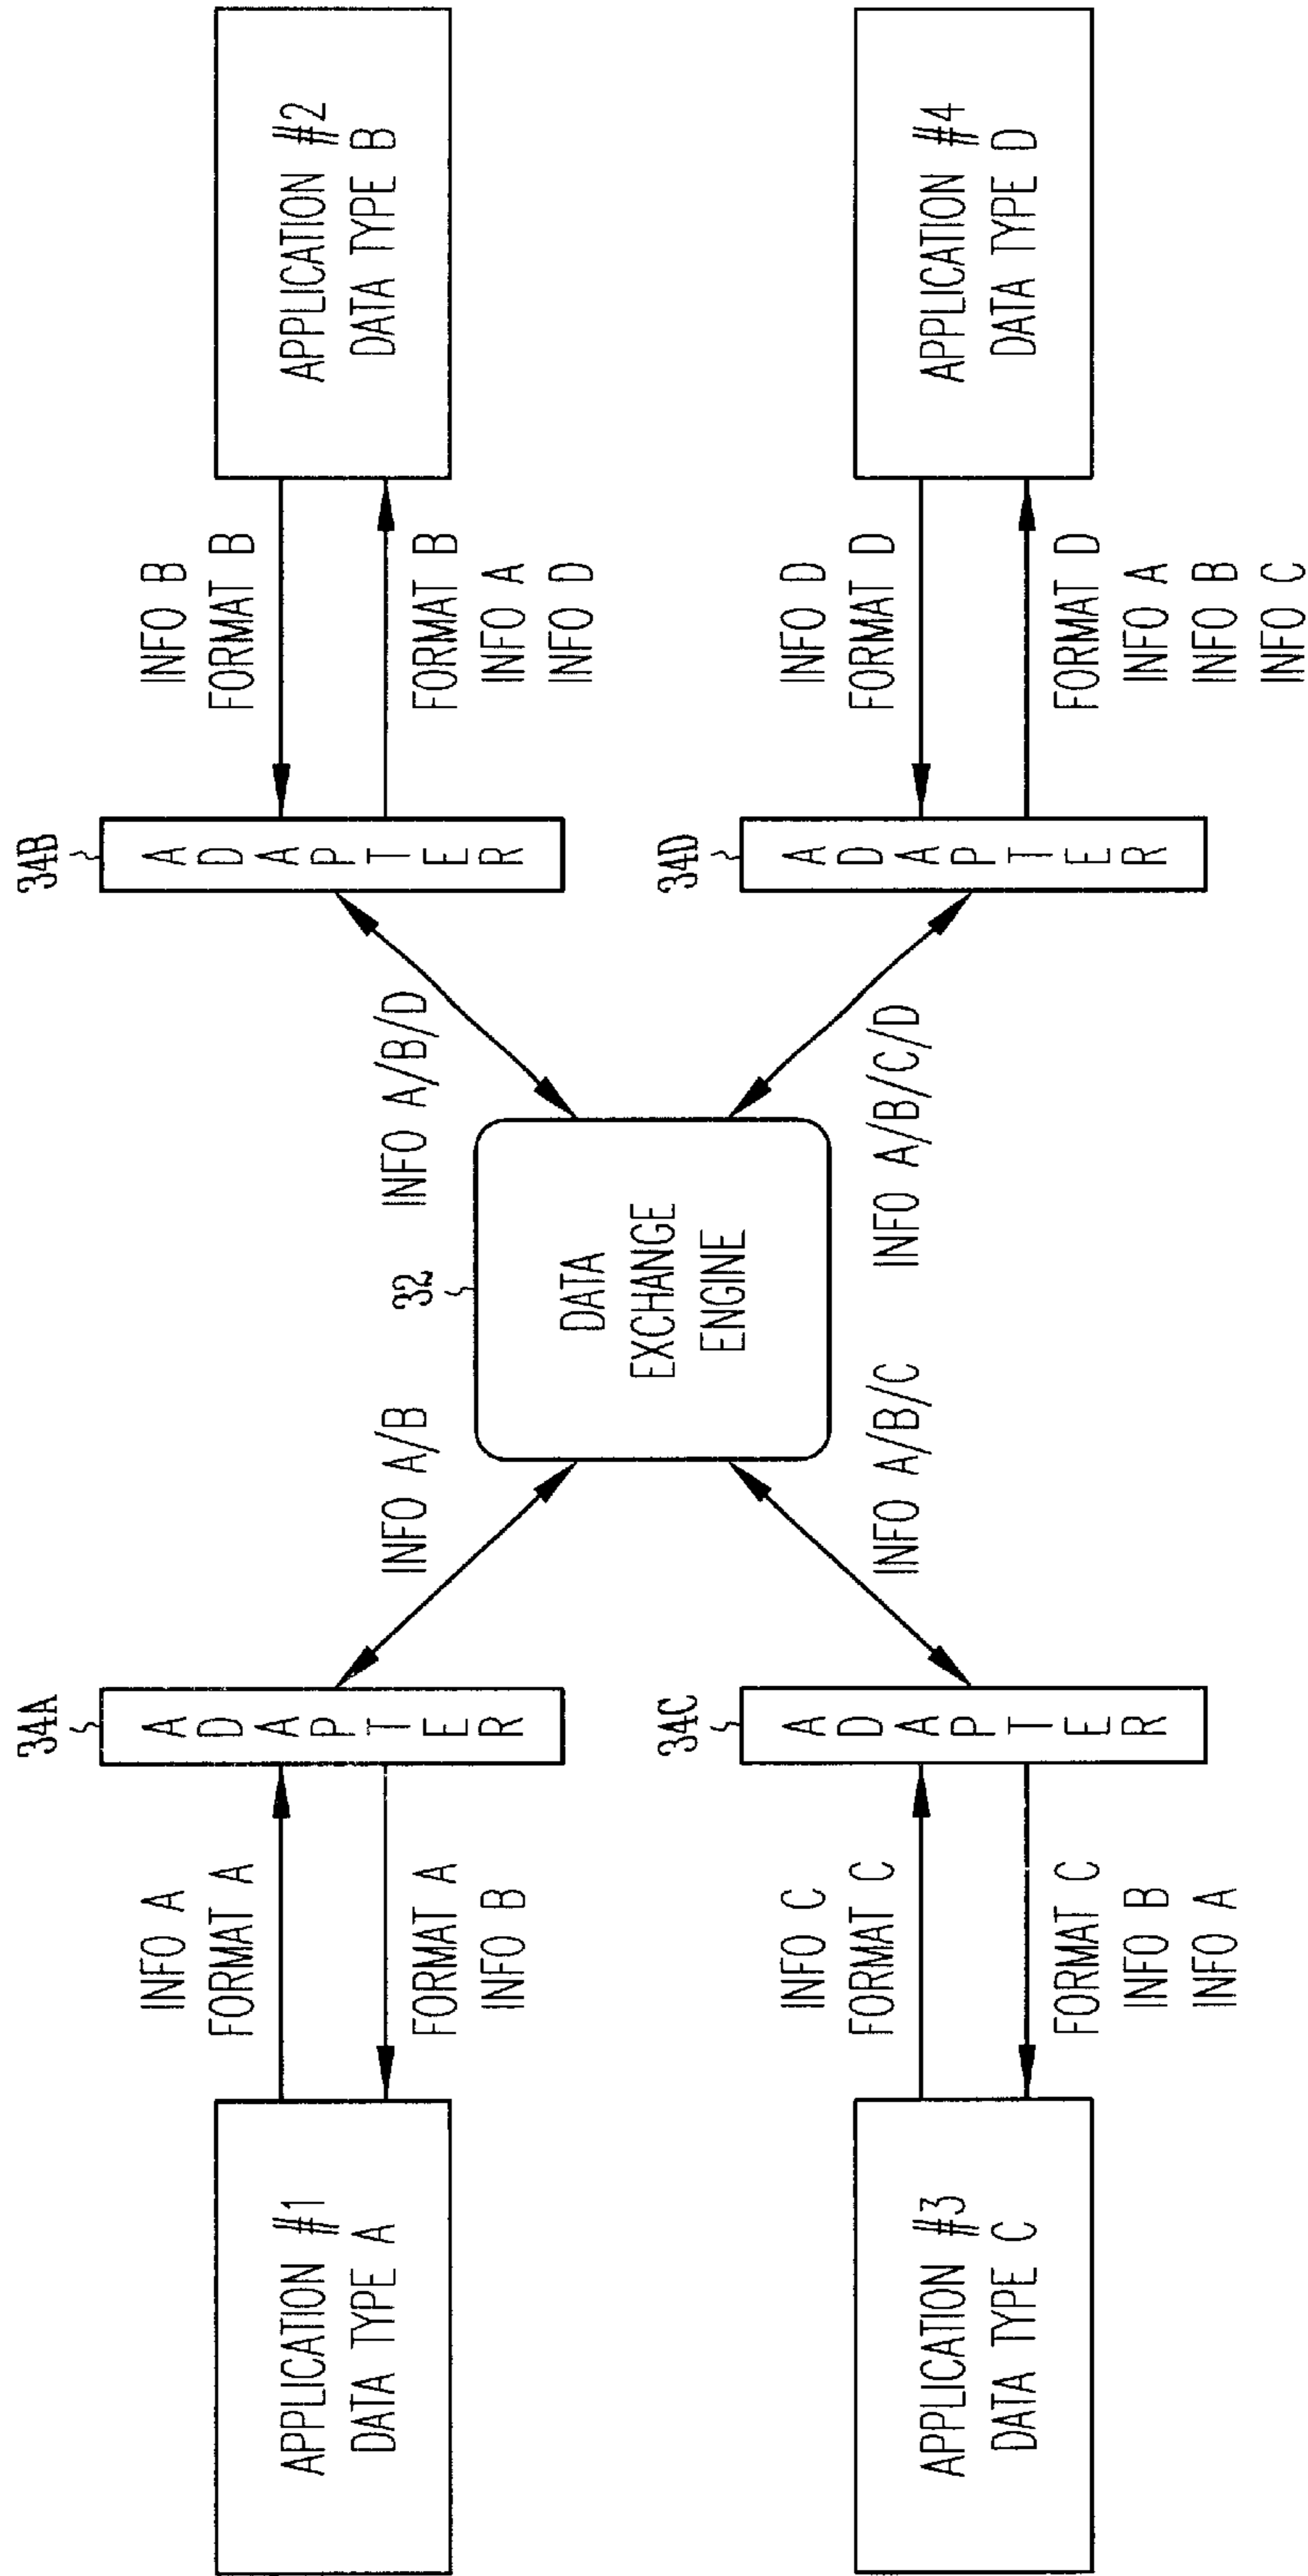 APPLICATION #1
DATA TYPE A
INFO A
FORMAT A
FORMAT A
INFO B
34A
ADAPTER
INFO A/B
32
DATA
EXCHANGE
ENGINE
INFO A/B/D
34B
ADAPTER
INFO B
FORMAT B
FORMAT B
INFO A
INFO D
APPLICATION #2
DATA TYPE B
APPLICATION #3
DATA TYPE C
INFO C
FORMAT C
FORMAT C
INFO B
INFO A
34C
ADAPTER
INFO A/B/C
INFO A/B/C/D
34D
ADAPTER
INFO D
FORMAT D
FORMAT D
INFO A
INFO B
INFO C
APPLICATION #4
DATA TYPE D